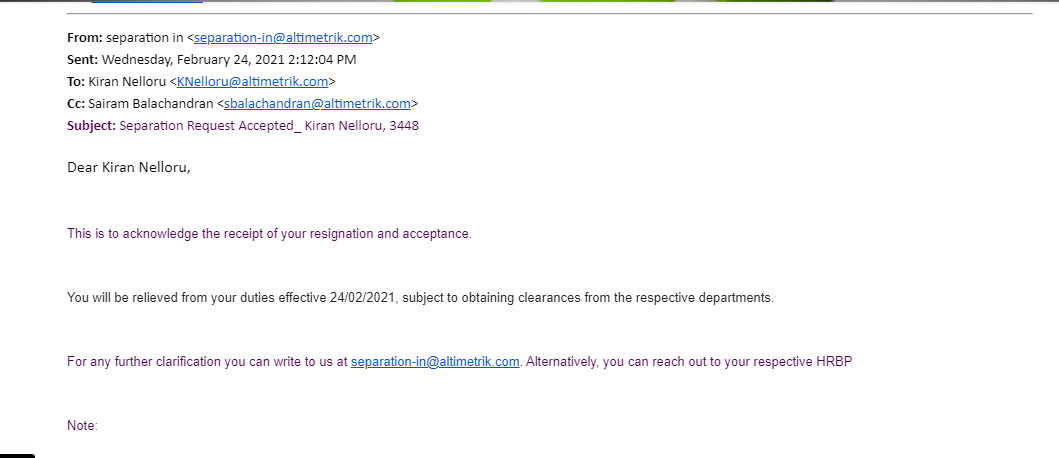 From: separation in <separation-in@altimetrik.com>
Sent: Wednesday, February 24, 2021 2:12:04 PM
To: Kiran Nelloru <KNelloru@altimetrik.com>
Cc: Sairam Balachandran <sbalachandran@altimetrik.com>
Subject: Separation Request Accepted_ Kiran Nelloru, 3448
Dear Kiran Nelloru,
This is to acknowledge the receipt of your resignation and acceptance.
You will be relieved from your duties effective 24/02/2021, subject to obtaining clearances from the respective departments.
For any further clarification you can write to us at separation-in@altimetrik.com. Alternatively, you can reach out to your respective HRBP
Note: